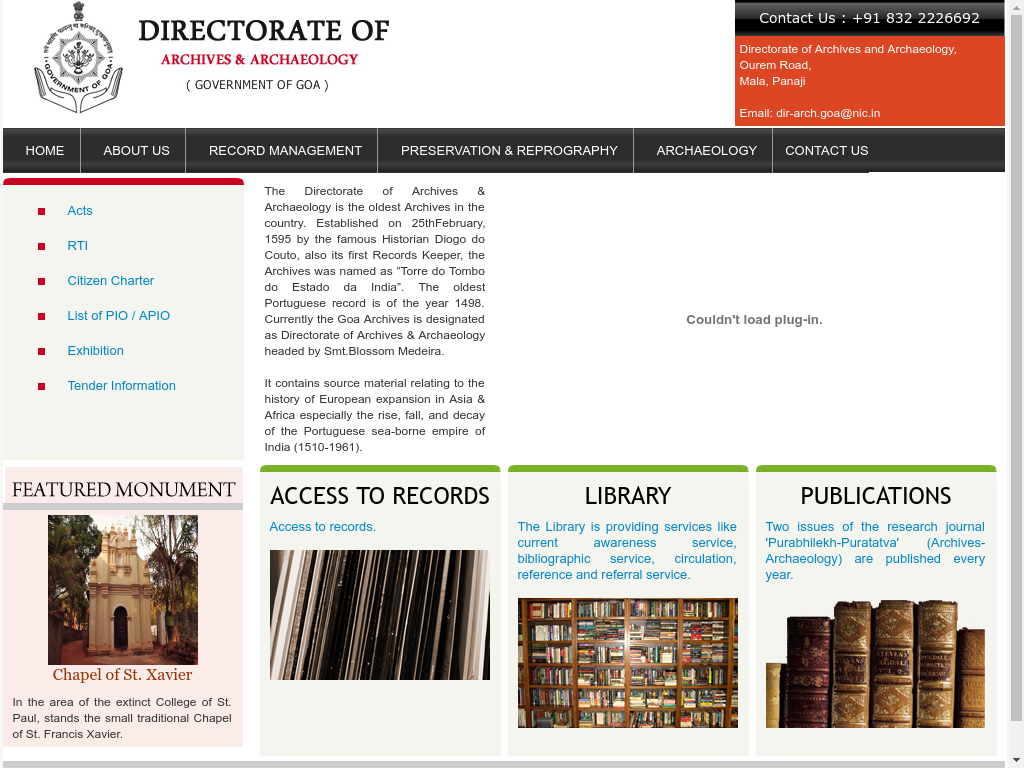 DIRECTORATE OF
ARCHIVES & ARCHAEOLOGY
( GOVERNMENT OF GOA )
GOVERNMENT OF GOA
Contact Us : +91 832 2226692
Directorate of Archives and Archaeology,
Ourem Road,
Mala, Panaji
Email: dir-arch.goa@nic.in
HOME ABOUT US RECORD MANAGEMENT PRESERVATION & REPROGRAPHY ARCHAEOLOGY CONTACT US
Acts
RTI
Citizen Charter
List of PIO / APIO
Exhibition
Tender Information
The Directorate of Archives &
Archaeology is the oldest Archives in the
country. Established on 25thFebruary,
1595 by the famous Historian Diogo do
Couto, also its first Records Keeper, the
Archives was named as “Torre do Tombo
do Estado da India”. The oldest
Portuguese record is of the year 1498.
Currently the Goa Archives is designated
as Directorate of Archives & Archaeology
headed by Smt.Blossom Medeira.
It contains source material relating to the
history of European expansion in Asia &
Africa especially the rise, fall, and decay
of the Portuguese sea-borne empire of
India (1510-1961).
Couldn't load plug-in.
FEATURED MONUMENT
Chapel of St. Xavier
In the area of the extinct College of St.
Paul, stands the small traditional Chapel
of St. Francis Xavier.
ACCESS TO RECORDS
Access to records.
LIBRARY
The Library is providing services like
current awareness service,
bibliographic service, circulation,
reference and referral service.
PUBLICATIONS
Two issues of the research journal
'Purabhilekh-Puratatva' (Archives-
Archaeology) are published every
year.